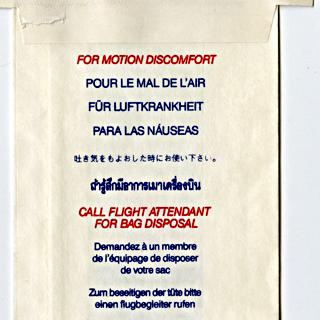 FOR MOTION DISCOMFORT
POUR LE MAL DE L'AIR
FÜR LUFTKRANKHEIT
PARA LAS NÁUSEAS
吐き気をもよおした時にお使い下さい。
ถ้ารู้สึกมีอาการเมาเครื่องบิน
CALL FLIGHT ATTENDANT
FOR BAG DISPOSAL
Demandez à un membre
de l'équipage de disposer
de votre sac
Zum beseitigen der tüte bitte
einen flugbegleiter rufen